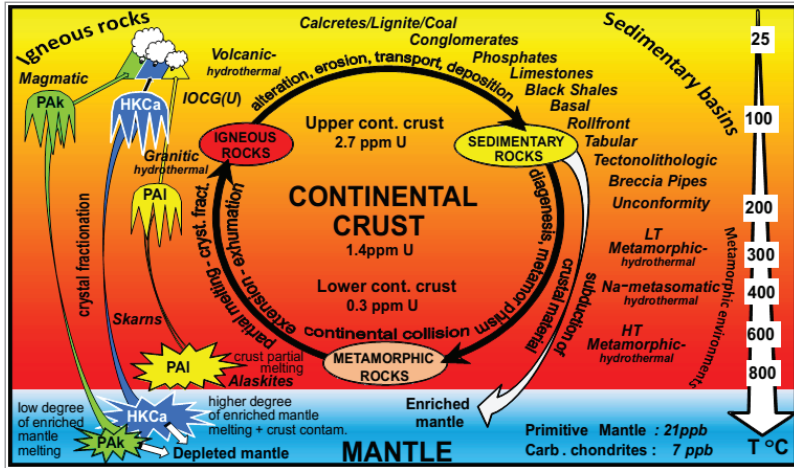 Igneous rocks
Magmatic
PAk
HKCa
Volcanic-
hydrothermal
IOCG(U)
Granitic
hydrothermal
PAl
crystal fractionation
Skarns
PAl
crust partial
melting
Alaskites
low degree
of enriched
mantle
melting
HKCa
PAk
higher degree
of enriched mantle
melting + crust contam.
Depleted mantle
MANTLE
Enriched
mantle
Primitive Mantle : 21ppb
Carb. chondrites : 7 ppb
IGNEOUS
ROCKS
alteration, erosion, transport, deposition
SEDIMENTARY
ROCKS
diagenesis, metamorphism
subduction of
crustal material
METAMORPHIC
ROCKS
continental collision
partial melting - cryst. fract.
extension - exhumation
Upper cont. crust
2.7 ppm U
CONTINENTAL
CRUST
1.4ppm U
Lower cont. crust
0.3 ppm U
Sedimentary basins
Calcretes/Lignite/Coal
Conglomerates
Phosphates
Limestones
Black Shales
Basal
Rollfront
Tabular
Tectonolithologic
Breccia Pipes
Unconformity
Metamorphic environments
LT
Metamorphic-
hydrothermal
Na-metasomatic
hydrothermal
HT
Metamorphic-
hydrothermal
25
100
200
300
400
600
800
T °C